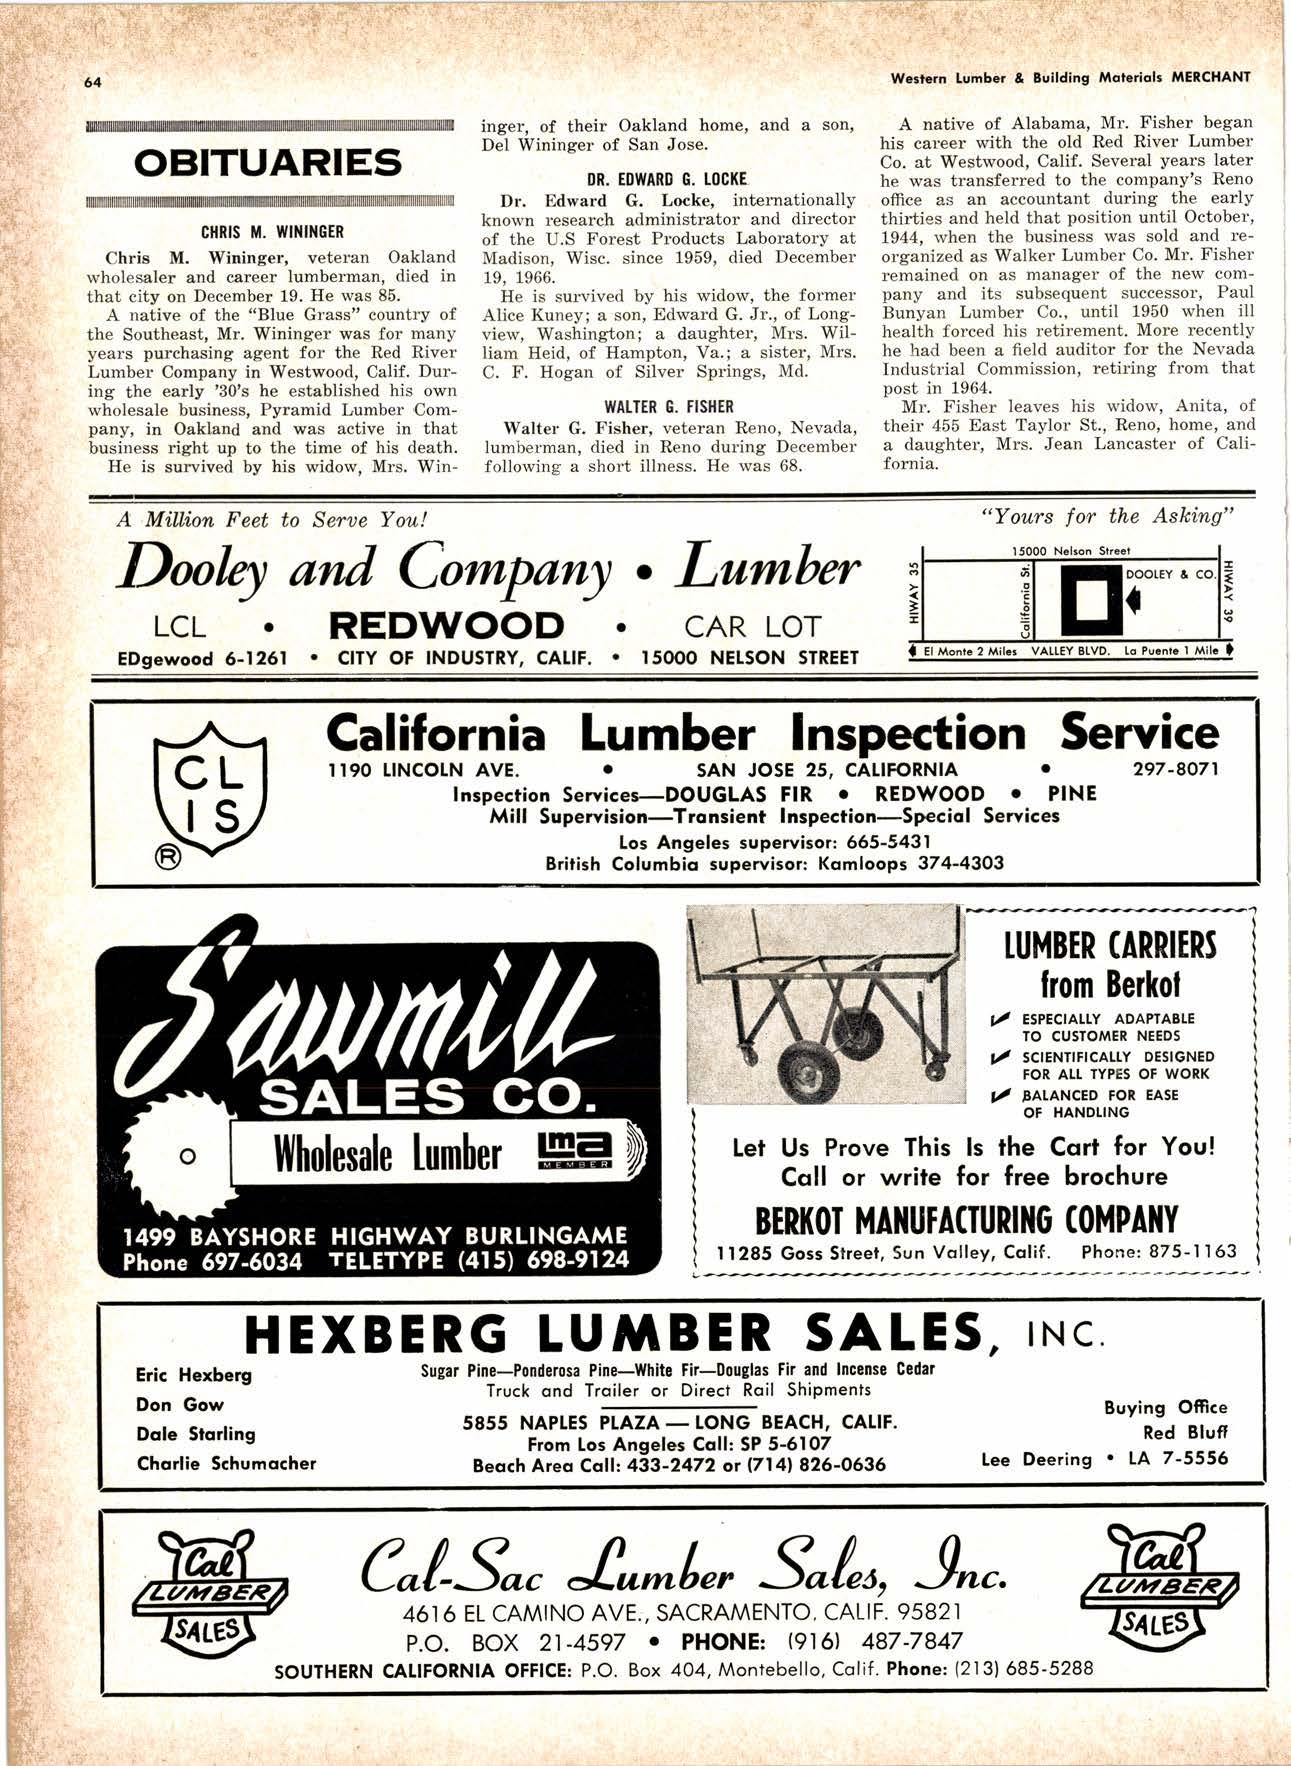 64
Western Lumber & Building Materials MERCHANT
OBITUARIES
CHRIS M. WININGER
Chris M. Wininger, veteran Oakland
wholesaler and career lumberman, died in
that city on December 19. He was 85.
A native of the “Blue Grass” country of
the Southeast, Mr. Wininger was for many
years purchasing agent for the Red River
Lumber Company in Westwood, Calif. Dur-
ing the early ’30’s he established his own
wholesale business, Pyramid Lumber Com-
pany, in Oakland and was active in that
business right up to the time of his death.
He is survived by his widow, Mrs. Win-
inger, of their Oakland home, and a son,
Del Wininger of San Jose.
DR. EDWARD G. LOCKE
Dr. Edward G. Locke, internationally
known research administrator and director
of the U.S Forest Products Laboratory at
Madison, Wisc. since 1959, died December
19, 1966.
He is survived by his widow, the former
Alice Kuney; a son, Edward G. Jr., of Long-
view, Washington; a daughter, Mrs. Wil-
liam Heid, of Hampton, Va.; a sister, Mrs.
C. F. Hogan of Silver Springs, Md.
WALTER G. FISHER
Walter G. Fisher, veteran Reno, Nevada,
lumberman, died in Reno during December
following a short illness. He was 68.
A native of Alabama, Mr. Fisher began
his career with the old Red River Lumber
Co. at Westwood, Calif. Several years later
he was transferred to the company's Reno
office as an accountant during the early
thirties and held that position until October,
1944, when the business was sold and re-
organized as Walker Lumber Co. Mr. Fisher
remained on as manager of the new com-
pany and its subsequent successor, Paul
Bunyan Lumber Co., until 1950 when ill
health forced his retirement. More recently
he had been a field auditor for the Nevada
Industrial Commission, retiring from that
post in 1964.
Mr. Fisher leaves his widow, Anita, of
their 455 East Taylor St., Reno, home, and
a daughter, Mrs. Jean Lancaster of Cali-
fornia.
A Million Feet to Serve You!
“Yours for the Asking”
Dooley and Company • Lumber
LCL • REDWOOD • CAR LOT
EDgewood 6-1261 • CITY OF INDUSTRY, CALIF. • 15000 NELSON STREET
15000 Nelson Street
HIWAY 35
California St.
DOOLEY & CO.
HIWAY 39
El Monte 2 Miles VALLEY BLVD. La Puente 1 Mile
CL
IS
®
California Lumber Inspection Service
1190 LINCOLN AVE. • SAN JOSE 25, CALIFORNIA • 297-8071
Inspection Services—DOUGLAS FIR • REDWOOD • PINE
Mill Supervision—Transient Inspection—Special Services
Los Angeles supervisor: 665-5431
British Columbia supervisor: Kamloops 374-4303
Sawmill
SALES CO.
Wholesale Lumber
LMA
MEMBER
1499 BAYSHORE HIGHWAY BURLINGAME
Phone 697-6034 TELETYPE (415) 698-9124
LUMBER CARRIERS
from Berkot
ESPECIALLY ADAPTABLE
TO CUSTOMER NEEDS
SCIENTIFICALLY DESIGNED
FOR ALL TYPES OF WORK
BALANCED FOR EASE
OF HANDLING
Let Us Prove This Is the Cart for You!
Call or write for free brochure
BERKOT MANUFACTURING COMPANY
11285 Goss Street, Sun Valley, Calif. Phone: 875-1163
HEXBERG LUMBER SALES, INC.
Sugar Pine—Ponderosa Pine—White Fir—Douglas Fir and Incense Cedar
Truck and Trailer or Direct Rail Shipments
Eric Hexberg
Don Gow
Dale Starling
Charlie Schumacher
5855 NAPLES PLAZA — LONG BEACH, CALIF.
From Los Angeles Call: SP 5-6107
Beach Area Call: 433-2472 or (714) 826-0636
Buying Office
Red Bluff
Lee Deering • LA 7-5556
Cal
LUMBER
SALES
Cal-Sac Lumber Sales, Inc.
4616 EL CAMINO AVE., SACRAMENTO, CALIF. 95821
P.O. BOX 21-4597 • PHONE: (916) 487-7847
SOUTHERN CALIFORNIA OFFICE: P.O. Box 404, Montebello, Calif. Phone: (213) 685-5288
Cal
LUMBER
SALES